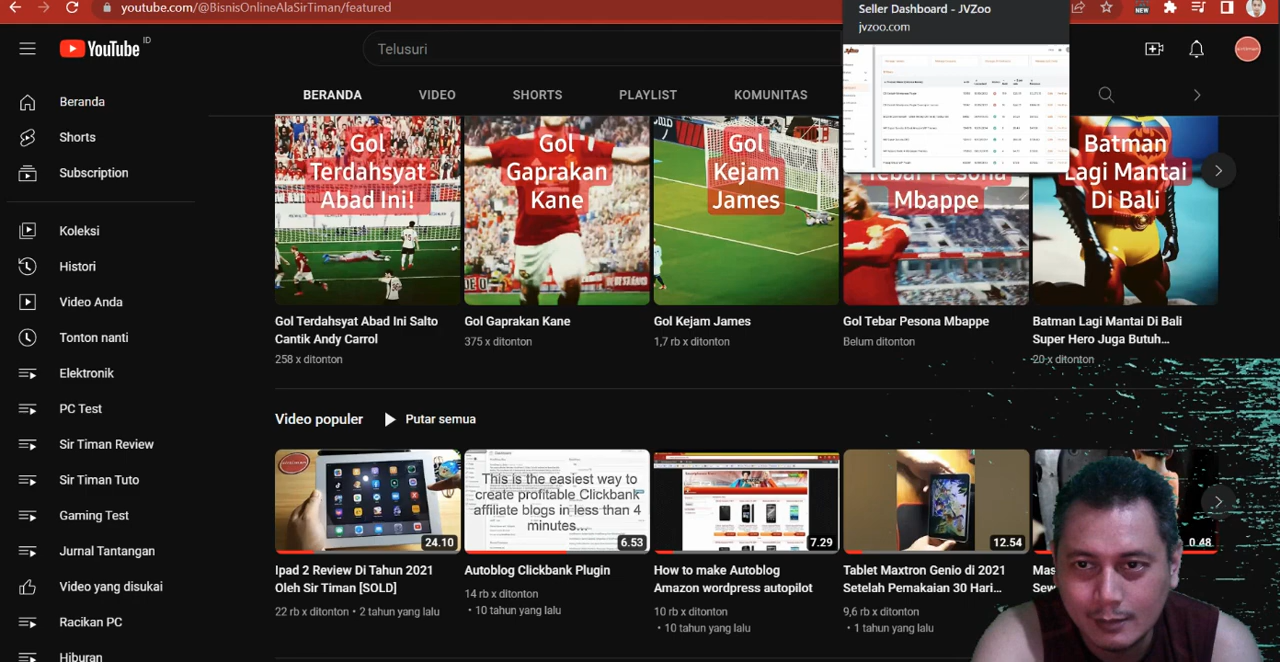 youtube.com/@BisnisOnlineAlaSirTiman/featured
Seller Dashboard - JVZoo
jvzoo.com
NEW
YouTube ID
Telusuri
BERANDA
VIDEO
SHORTS
PLAYLIST
KOMUNITAS
Beranda
Shorts
Subscription
Koleksi
Histori
Video Anda
Tonton nanti
Elektronik
PC Test
Sir Timan Review
Sir Timan Tuto
Gaming Test
Jurnal Tantangan
Video yang disukai
Racikan PC
Hiburan
Gol
Terdahsyat
Abad Ini!
Gol
Gaprakan
Kane
Gol
Kejam
James
Tebar Pesona
Mbappe
Batman
Lagi Mantai
Di Bali
Gol Terdahsyat Abad Ini Salto
Cantik Andy Carrol
258 x ditonton
Gol Gaprakan Kane
375 x ditonton
Gol Kejam James
1,7 rb x ditonton
Gol Tebar Pesona Mbappe
Belum ditonton
Batman Lagi Mantai Di Bali
Super Hero Juga Butuh...
20 x ditonton
Video populer
Putar semua
24.10
This is the easiest way to
create profitable Clickbank
affiliate blogs in less than 4
minutes...
6.53
7.29
12.54
0.48
Ipad 2 Review Di Tahun 2021
Oleh Sir Timan [SOLD]
22 rb x ditonton • 2 tahun yang lalu
Autoblog Clickbank Plugin
14 rb x ditonton
• 10 tahun yang lalu
How to make Autoblog
Amazon wordpress autopilot
10 rb x ditonton
• 10 tahun yang lalu
Tablet Maxtron Genio di 2021
Setelah Pemakaian 30 Hari...
9,6 rb x ditonton
• 1 tahun yang lalu